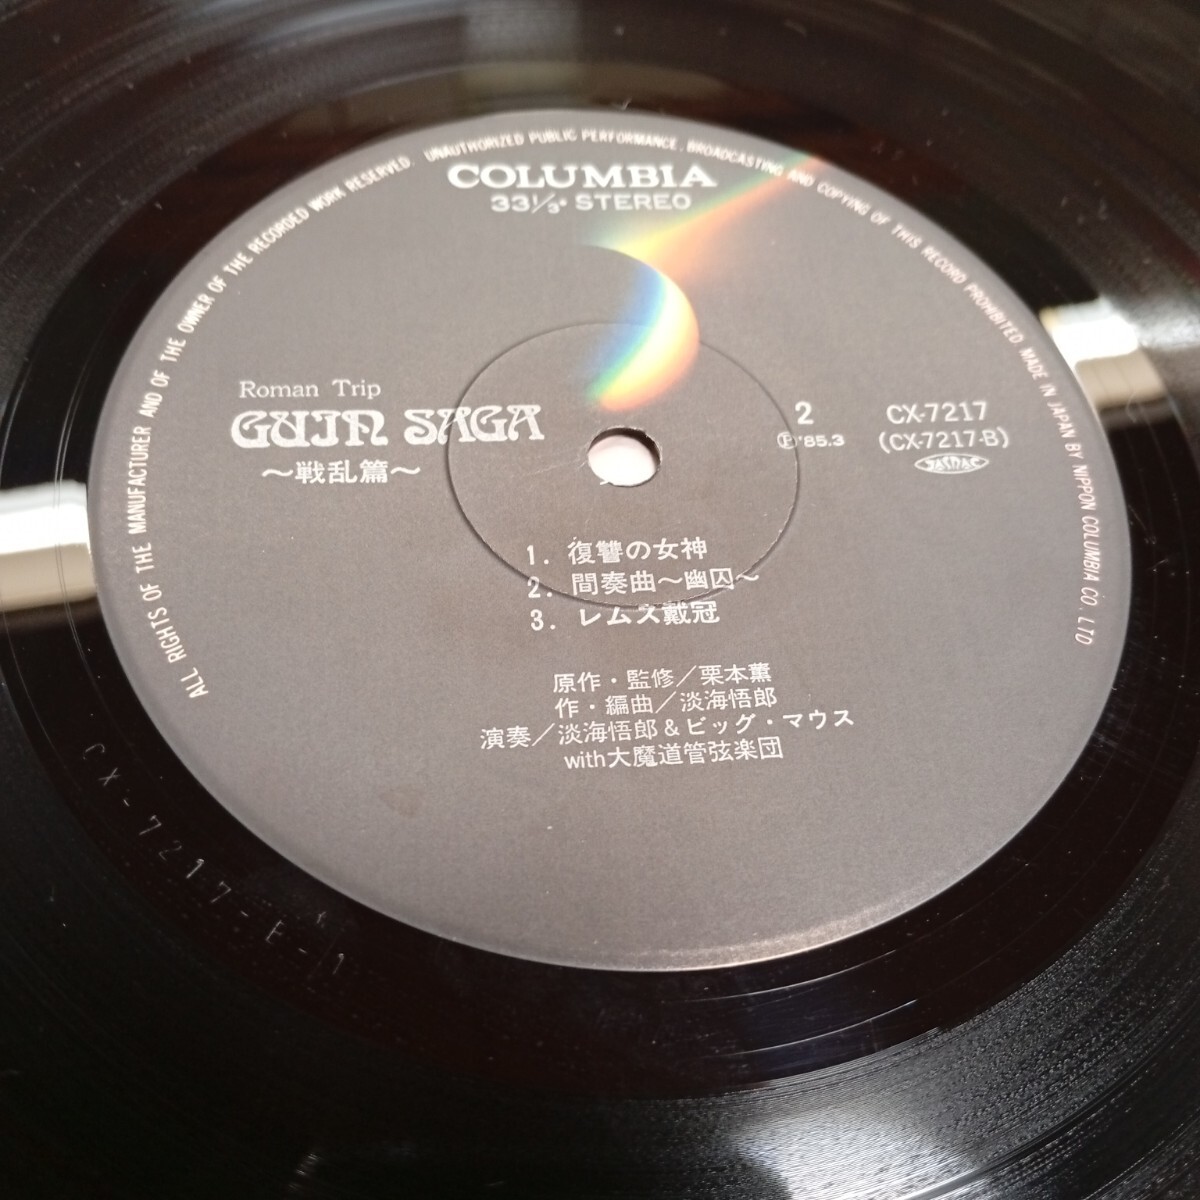 ALL RIGHTS OF THE MANUFACTURER AND OF THE OWNER OF THE RECORDED WORK RESERVED. UNAUTHORIZED PUBLIC PERFORMANCE, BROADCASTING AND COPYING OF THIS RECORD PROHIBITED MADE IN JAPAN BY NIPPON COLUMBIA CO. LTD
COLUMBIA
33 1/3 STEREO
Roman Trip
GUIN SAGA
～戦乱篇～
2
Ⓟ'85.3
CX-7217
(CX-7217-B)
JASRAC
1. 復讐の女神
2. 間奏曲～幽囚～
3. レムス戴冠
原作・監修／栗本薫
作・編曲／淡海悟郎
演奏／淡海悟郎&ビッグ・マウス
with大魔道管弦楽団